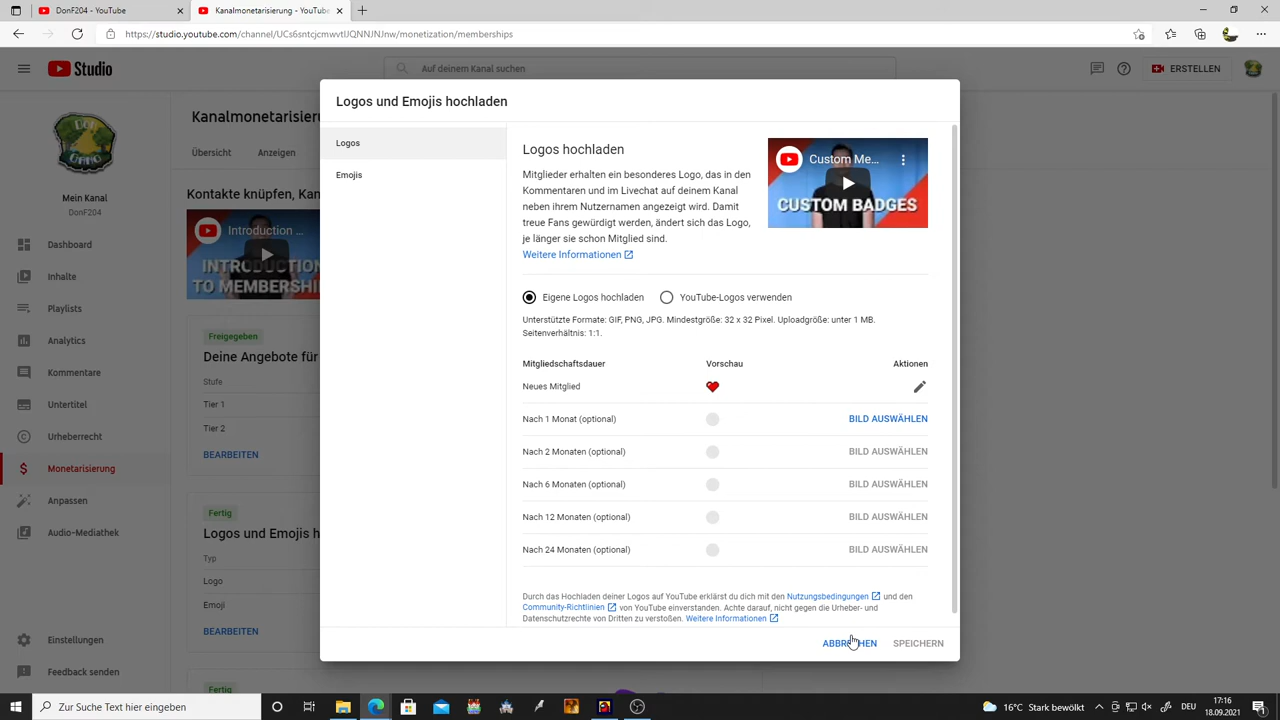 DonF204 - YouTube
Kanalmonetarisierung - YouTube
https://studio.youtube.com/channel/UCs6sntcjcmwvtIJQNNJNJnw/monetization/memberships
Studio
Auf deinem Kanal suchen
ERSTELLEN
Mein Kanal
DonF204
Dashboard
Inhalte
Playlists
Analytics
Kommentare
Untertitel
Urheberrecht
Monetarisierung
Anpassen
Audio-Mediathek
Einstellungen
Feedback senden
Kanalmonetarisieru
Übersicht
Anzeigen
Kontakte knüpfen, Kan
Introduction ...
INTRODUCTION
TO MEMBERSHI
Freigegeben
Deine Angebote für
Stufe
Tier 1
Tier 2
BEARBEITEN
Fertig
Logos und Emojis h
Typ
Logo
Emoji
BEARBEITEN
Fertig
Logos und Emojis hochladen
Logos
Emojis
Logos hochladen
Mitglieder erhalten ein besonderes Logo, das in den
Kommentaren und im Livechat auf deinem Kanal
neben ihrem Nutzernamen angezeigt wird. Damit
treue Fans gewürdigt werden, ändert sich das Logo,
je länger sie schon Mitglied sind.
Weitere Informationen
Custom Me...
CUSTOM BADGES
Eigene Logos hochladen
YouTube-Logos verwenden
Unterstützte Formate: GIF, PNG, JPG. Mindestgröße: 32 x 32 Pixel. Uploadgröße: unter 1 MB.
Seitenverhältnis: 1:1.
Mitgliedschaftsdauer Vorschau Aktionen
Neues Mitglied
Nach 1 Monat (optional) BILD AUSWÄHLEN
Nach 2 Monaten (optional) BILD AUSWÄHLEN
Nach 6 Monaten (optional) BILD AUSWÄHLEN
Nach 12 Monaten (optional) BILD AUSWÄHLEN
Nach 24 Monaten (optional) BILD AUSWÄHLEN
Durch das Hochladen deiner Logos auf YouTube erklärst du dich mit den Nutzungsbedingungen und den
Community-Richtlinien von YouTube einverstanden. Achte darauf, nicht gegen die Urheber- und
Datenschutzrechte von Dritten zu verstoßen. Weitere Informationen
ABBRECHEN SPEICHERN
Zur Suche Text hier eingeben
16°C Stark bewölkt
DEU
17:16
18.09.2021